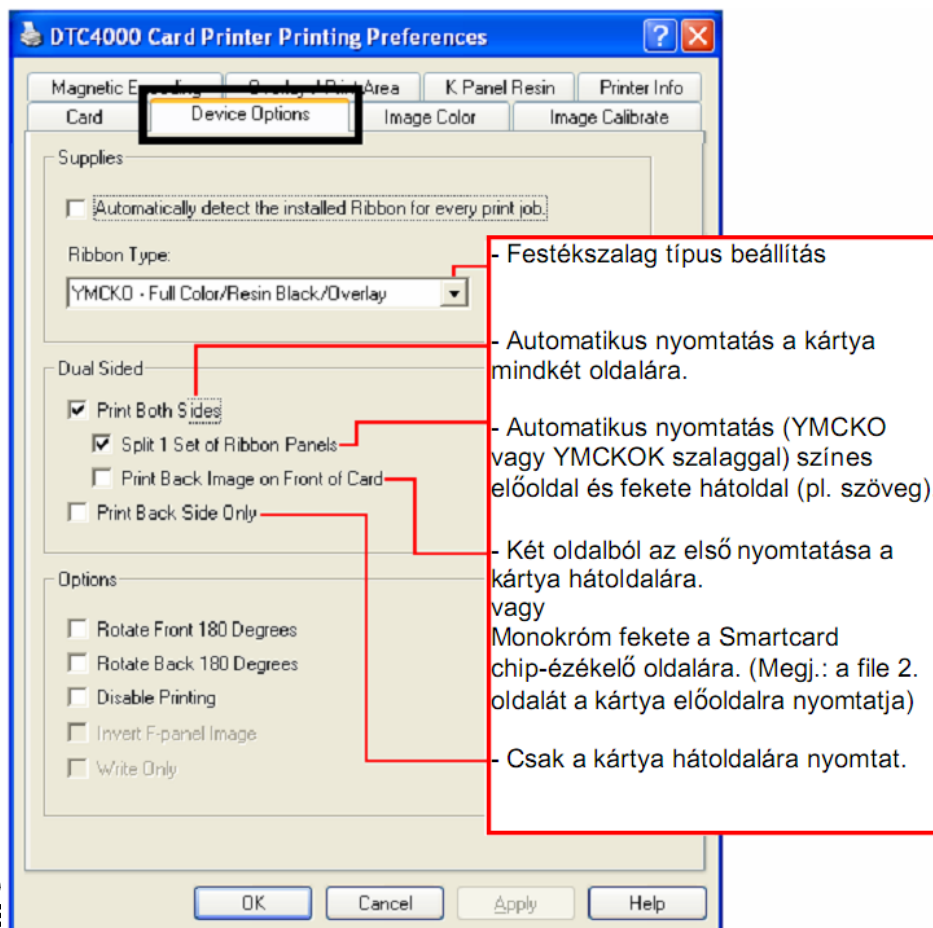 DTC4000 Card Printer Printing Preferences
Magnetic Encoding Overlay / Print Area K Panel Resin Printer Info
Card Device Options Image Color Image Calibrate
Supplies
Automatically detect the installed Ribbon for every print job.
Ribbon Type:
YMCKO - Full Color/Resin Black/Overlay
- Festékszalag típus beállítás
Dual Sided
Print Both Sides
Split 1 Set of Ribbon Panels
Print Back Image on Front of Card
Print Back Side Only
- Automatikus nyomtatás a kártya
mindkét oldalára.
- Automatikus nyomtatás (YMCKO
vagy YMCKOK szalaggal) színes
előoldal és fekete hátoldal (pl. szöveg)
- Két oldalból az első nyomtatása a
kártya hátoldalára.
vagy
Monokróm fekete a Smartcard
chip-ézékelő oldalára. (Megj.: a file 2.
oldalát a kártya előoldalra nyomtatja)
- Csak a kártya hátoldalára nyomtat.
Options
Rotate Front 180 Degrees
Rotate Back 180 Degrees
Disable Printing
Invert F-panel Image
Write Only
OK Cancel Apply Help